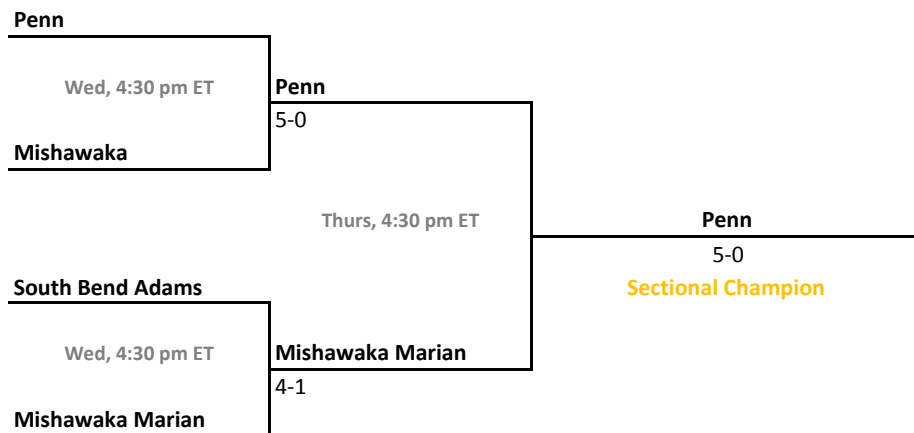 Penn
Wed, 4:30 pm ET
Penn
5-0
Mishawaka
Thurs, 4:30 pm ET
Penn
5-0
South Bend Adams
Sectional Champion
Wed, 4:30 pm ET
Mishawaka Marian
4-1
Mishawaka Marian